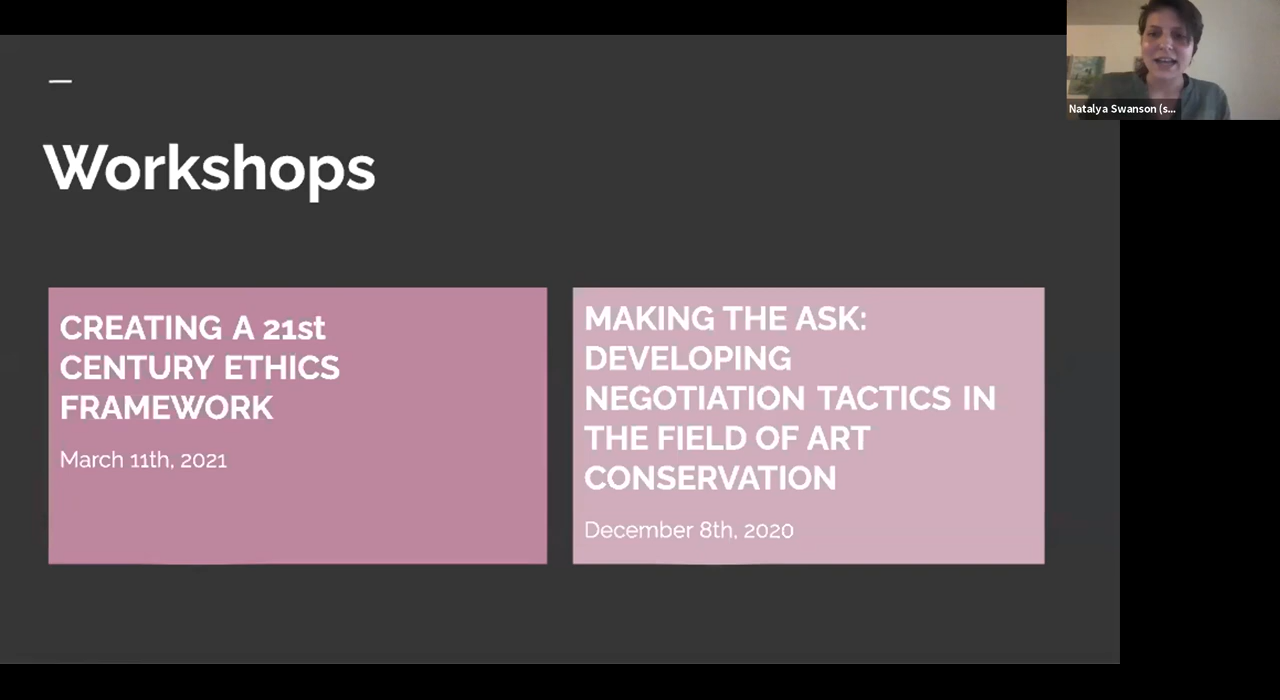 Natalya Swanson (s...
Workshops
CREATING A 21st
CENTURY ETHICS
FRAMEWORK
March 11th, 2021
MAKING THE ASK:
DEVELOPING
NEGOTIATION TACTICS IN
THE FIELD OF ART
CONSERVATION
December 8th, 2020